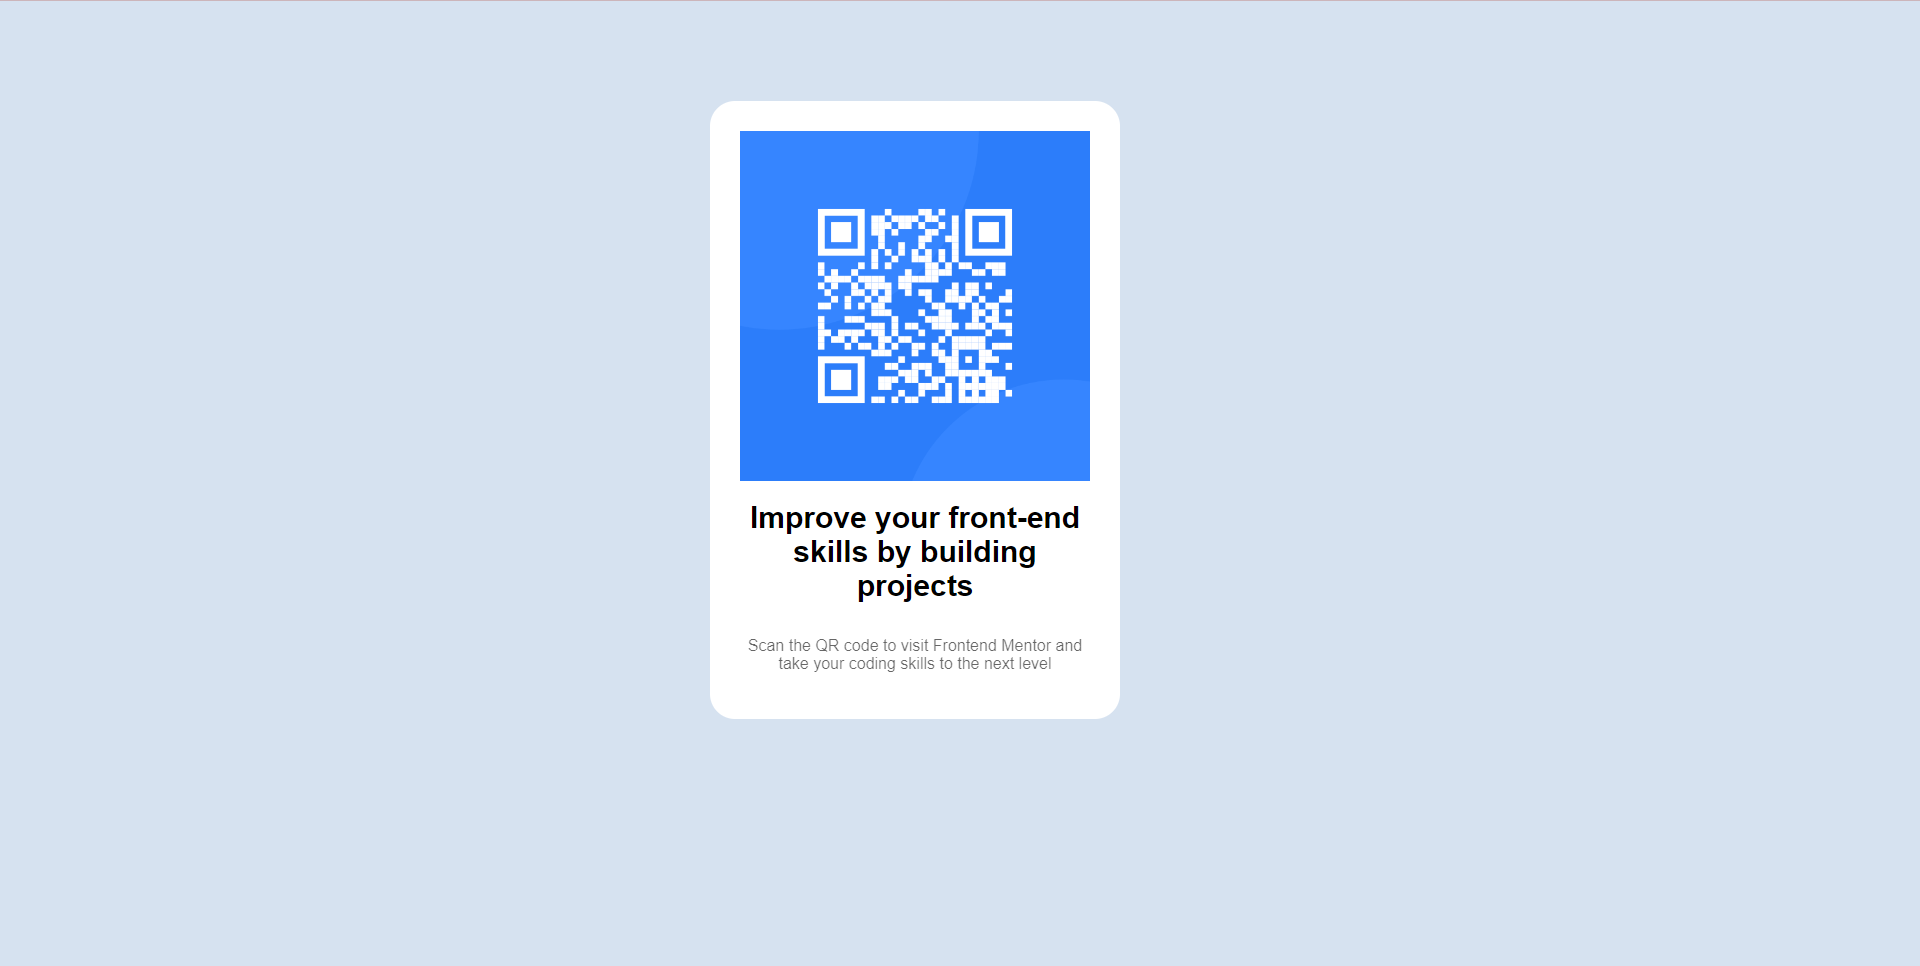 Improve your front-end
skills by building
projects
Scan the QR code to visit Frontend Mentor and
take your coding skills to the next level